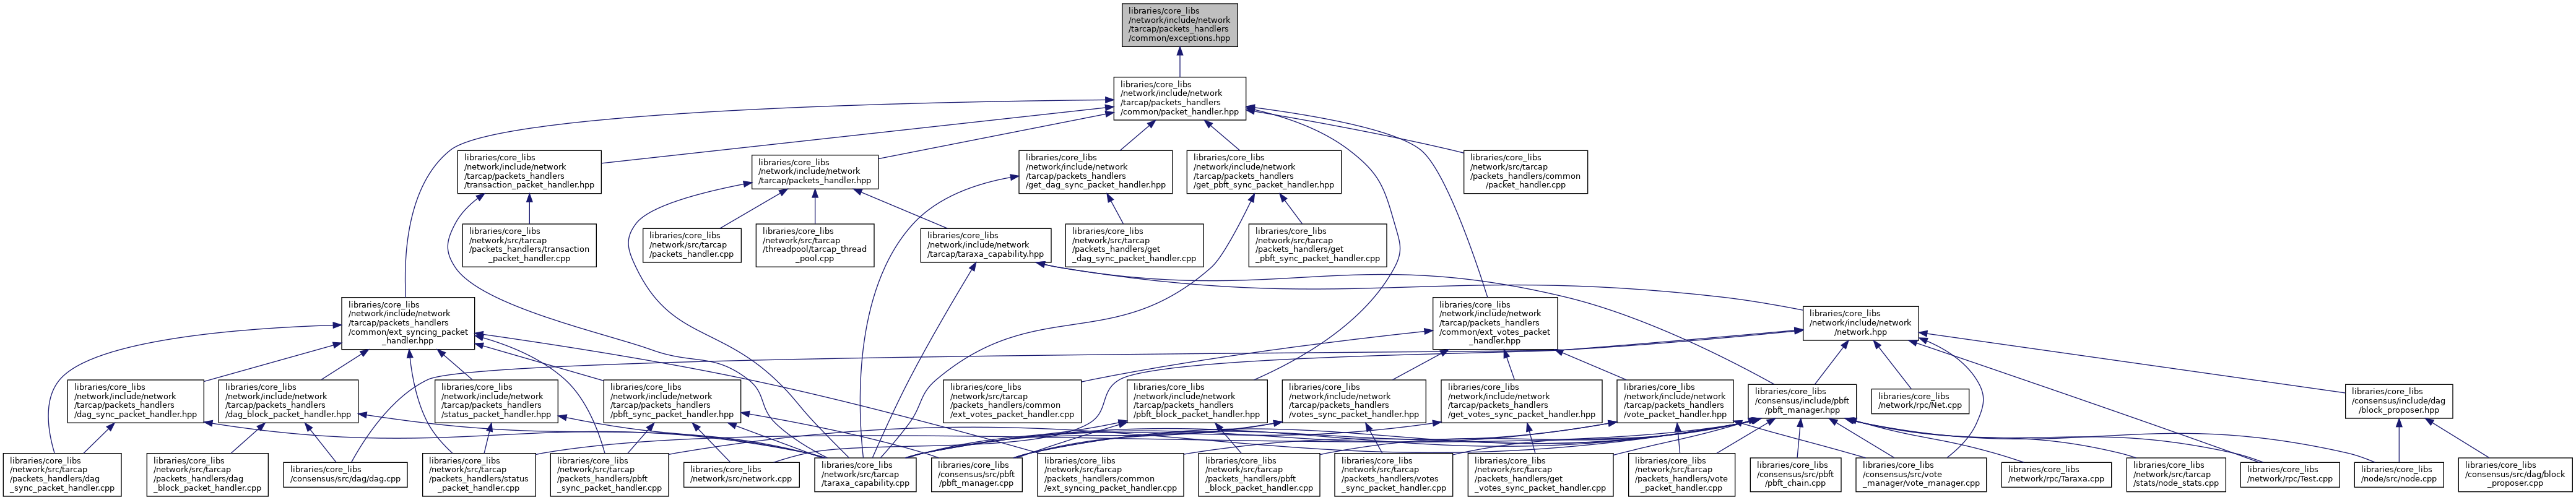 libraries/core_libs
/network/include/network
/tarcap/packets_handlers
/common/exceptions.hpp
libraries/core_libs
/network/include/network
/tarcap/packets_handlers
/common/packet_handler.hpp
libraries/core_libs
/network/include/network
/tarcap/packets_handlers
/transaction_packet_handler.hpp
libraries/core_libs
/network/include/network
/tarcap/packets_handler.hpp
libraries/core_libs
/network/include/network
/tarcap/packets_handlers
/get_dag_sync_packet_handler.hpp
libraries/core_libs
/network/include/network
/tarcap/packets_handlers
/get_pbft_sync_packet_handler.hpp
libraries/core_libs
/network/src/tarcap
/packets_handlers/common
/packet_handler.cpp
libraries/core_libs
/network/src/tarcap
/packets_handlers/transaction
_packet_handler.cpp
libraries/core_libs
/network/src/tarcap
/packets_handler.cpp
libraries/core_libs
/network/src/tarcap
/threadpool/tarcap_thread
_pool.cpp
libraries/core_libs
/network/include/network
/tarcap/taraxa_capability.hpp
libraries/core_libs
/network/src/tarcap
/packets_handlers/get
_dag_sync_packet_handler.cpp
libraries/core_libs
/network/src/tarcap
/packets_handlers/get
_pbft_sync_packet_handler.cpp
libraries/core_libs
/network/include/network
/tarcap/packets_handlers
/common/ext_syncing_packet
_handler.hpp
libraries/core_libs
/network/include/network
/tarcap/packets_handlers
/common/ext_votes_packet
_handler.hpp
libraries/core_libs
/network/include/network
/network.hpp
libraries/core_libs
/network/include/network
/tarcap/packets_handlers
/dag_sync_packet_handler.hpp
libraries/core_libs
/network/include/network
/tarcap/packets_handlers
/dag_block_packet_handler.hpp
libraries/core_libs
/network/include/network
/tarcap/packets_handlers
/status_packet_handler.hpp
libraries/core_libs
/network/include/network
/tarcap/packets_handlers
/pbft_sync_packet_handler.hpp
libraries/core_libs
/network/src/tarcap
/packets_handlers/common
/ext_votes_packet_handler.cpp
libraries/core_libs
/network/include/network
/tarcap/packets_handlers
/pbft_block_packet_handler.hpp
libraries/core_libs
/network/include/network
/tarcap/packets_handlers
/votes_sync_packet_handler.hpp
libraries/core_libs
/network/include/network
/tarcap/packets_handlers
/get_votes_sync_packet_handler.hpp
libraries/core_libs
/network/include/network
/tarcap/packets_handlers
/vote_packet_handler.hpp
libraries/core_libs
/consensus/include/pbft
/pbft_manager.hpp
libraries/core_libs
/network/rpc/Net.cpp
libraries/core_libs
/consensus/include/dag
/block_proposer.hpp
libraries/core_libs
/network/src/tarcap
/packets_handlers/dag
_sync_packet_handler.cpp
libraries/core_libs
/network/src/tarcap
/packets_handlers/dag
_block_packet_handler.cpp
libraries/core_libs
/consensus/src/dag/dag.cpp
libraries/core_libs
/network/src/tarcap
/packets_handlers/status
_packet_handler.cpp
libraries/core_libs
/network/src/tarcap
/packets_handlers/pbft
_sync_packet_handler.cpp
libraries/core_libs
/network/src/network.cpp
libraries/core_libs
/network/src/tarcap
/taraxa_capability.cpp
libraries/core_libs
/consensus/src/pbft
/pbft_manager.cpp
libraries/core_libs
/network/src/tarcap
/packets_handlers/common
/ext_syncing_packet_handler.cpp
libraries/core_libs
/network/src/tarcap
/packets_handlers/pbft
_block_packet_handler.cpp
libraries/core_libs
/network/src/tarcap
/packets_handlers/votes
_sync_packet_handler.cpp
libraries/core_libs
/network/src/tarcap
/packets_handlers/get
_votes_sync_packet_handler.cpp
libraries/core_libs
/network/src/tarcap
/packets_handlers/vote
_packet_handler.cpp
libraries/core_libs
/consensus/src/pbft
/pbft_chain.cpp
libraries/core_libs
/consensus/src/vote
_manager/vote_manager.cpp
libraries/core_libs
/network/rpc/Taraxa.cpp
libraries/core_libs
/network/src/tarcap
/stats/node_stats.cpp
libraries/core_libs
/network/rpc/Test.cpp
libraries/core_libs
/node/src/node.cpp
libraries/core_libs
/consensus/src/dag/block
_proposer.cpp